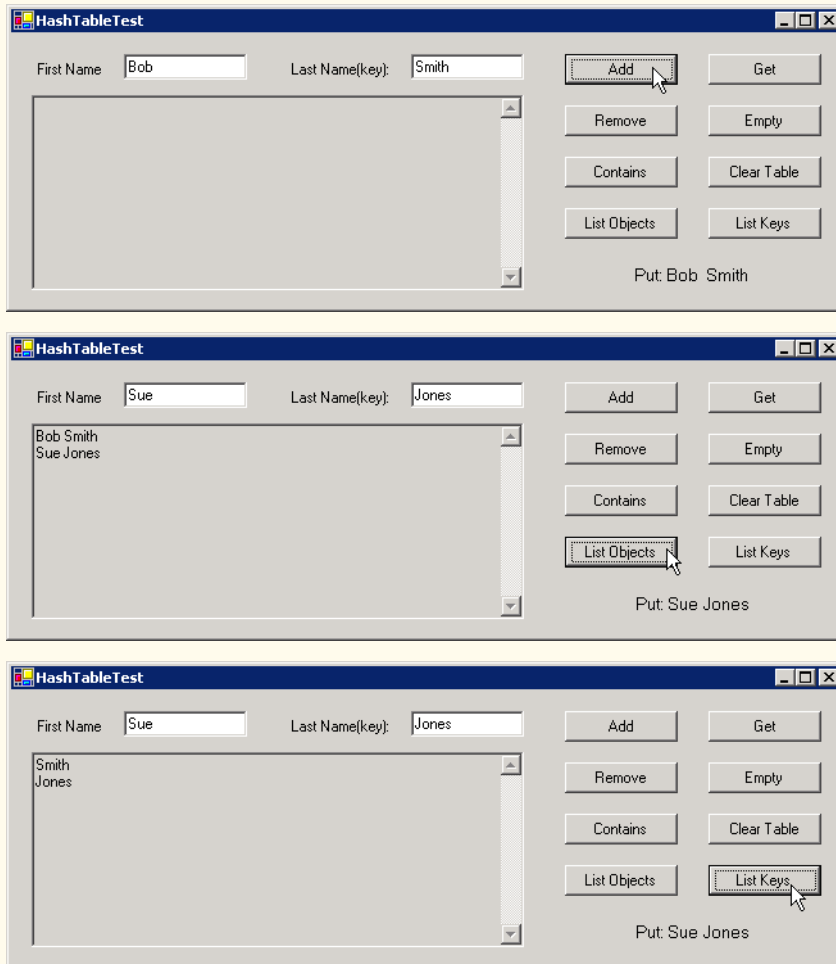 HashTableTest
First Name Bob Last Name(key): Smith Add Get
Remove Empty
Contains Clear Table
List Objects List Keys
Put: Bob  Smith
HashTableTest
First Name Sue Last Name(key): Jones Add Get
Bob Smith
Sue Jones
Remove Empty
Contains Clear Table
List Objects List Keys
Put: Sue Jones
HashTableTest
First Name Sue Last Name(key): Jones Add Get
Smith
Jones
Remove Empty
Contains Clear Table
List Objects List Keys
Put: Sue Jones